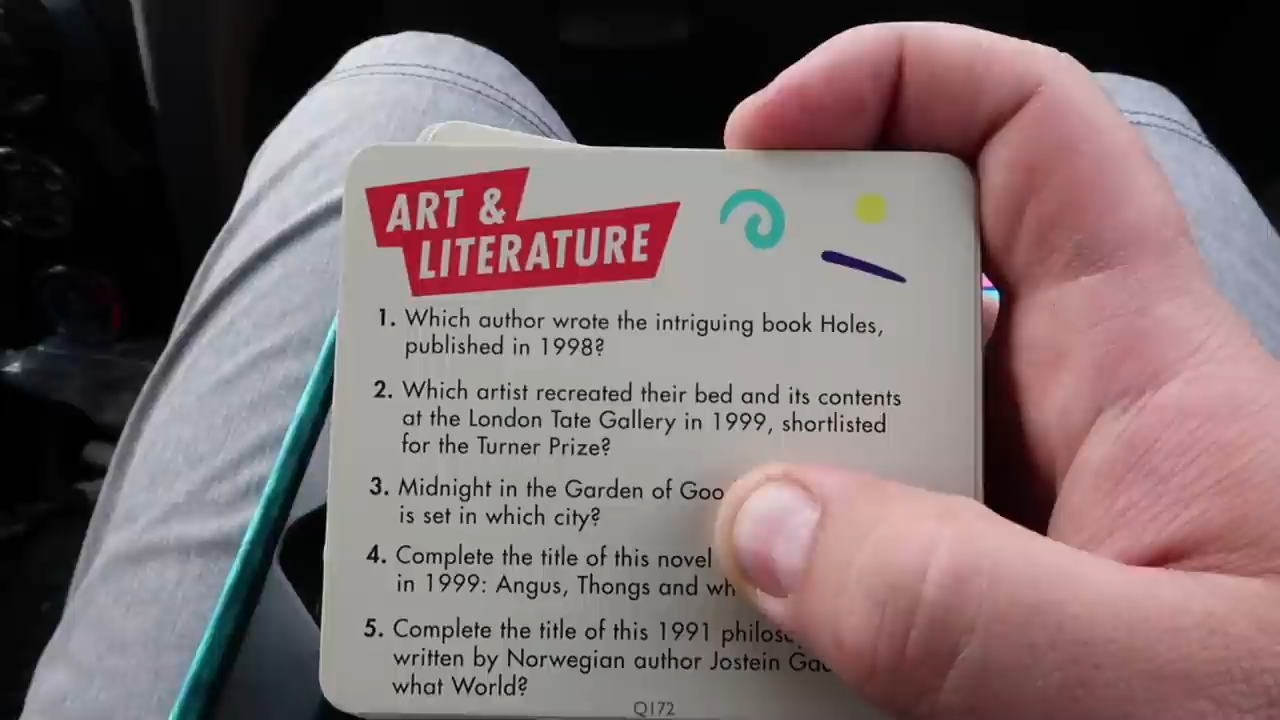 ART &
LITERATURE
1. Which author wrote the intriguing book Holes,
published in 1998?
2. Which artist recreated their bed and its contents
at the London Tate Gallery in 1999, shortlisted
for the Turner Prize?
3. Midnight in the Garden of Goo
is set in which city?
4. Complete the title of this novel
in 1999: Angus, Thongs and wh
5. Complete the title of this 1991 philos
written by Norwegian author Jostein Gaa
what World?
Q172